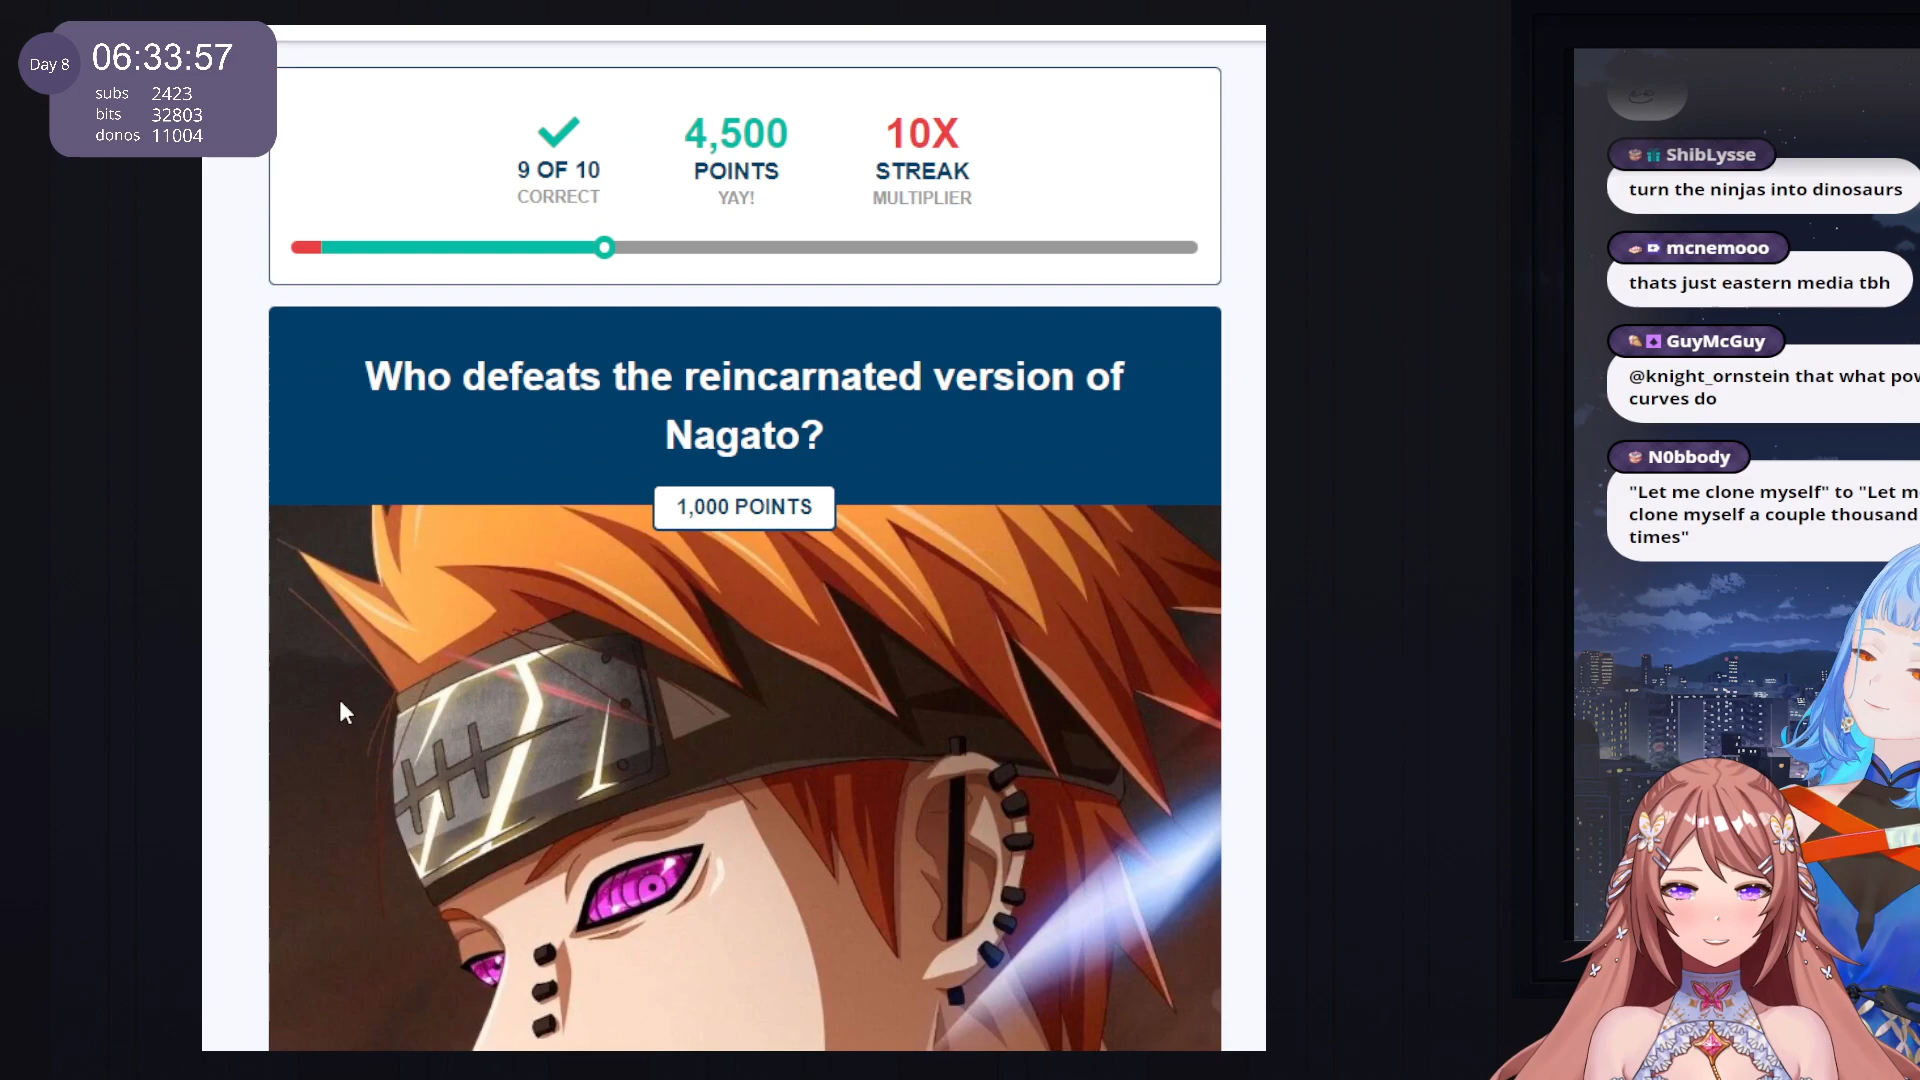 Day 8
06:33:57
subs 2423
bits 32803
donos 11004
9 OF 10
CORRECT
4,500
POINTS
YAY!
10X
STREAK
MULTIPLIER
Who defeats the reincarnated version of
Nagato?
1,000 POINTS
ShibLysse
turn the ninjas into dinosaurs
mcnemooo
thats just eastern media tbh
GuyMcGuy
@knight_ornstein that what
curves do
N0bbody
"Let me clone myself" to "Let
clone myself a couple thousand
times"